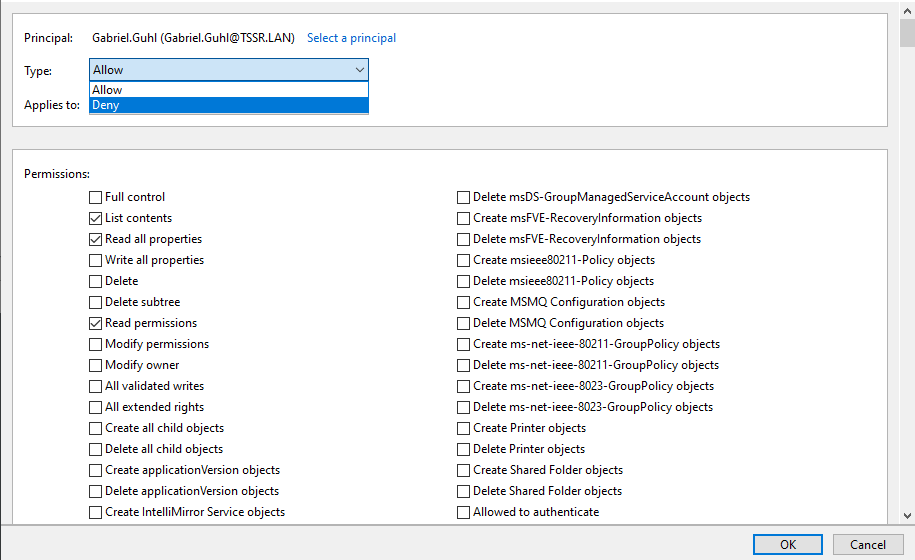 Principal: Gabriel.Guhl (Gabriel.Guhl@TSSR.LAN) Select a principal
Type: Allow
Allow
Applies to: Deny
Permissions:
Full control
List contents
Read all properties
Write all properties
Delete
Delete subtree
Read permissions
Modify permissions
Modify owner
All validated writes
All extended rights
Create all child objects
Delete all child objects
Create applicationVersion objects
Delete applicationVersion objects
Create IntelliMirror Service objects
Delete msDS-GroupManagedServiceAccount objects
Create msFVE-RecoveryInformation objects
Delete msFVE-RecoveryInformation objects
Create msieee80211-Policy objects
Delete msieee80211-Policy objects
Create MSMQ Configuration objects
Delete MSMQ Configuration objects
Create ms-net-ieee-80211-GroupPolicy objects
Delete ms-net-ieee-80211-GroupPolicy objects
Create ms-net-ieee-8023-GroupPolicy objects
Delete ms-net-ieee-8023-GroupPolicy objects
Create Printer objects
Delete Printer objects
Create Shared Folder objects
Delete Shared Folder objects
Allowed to authenticate
OK Cancel